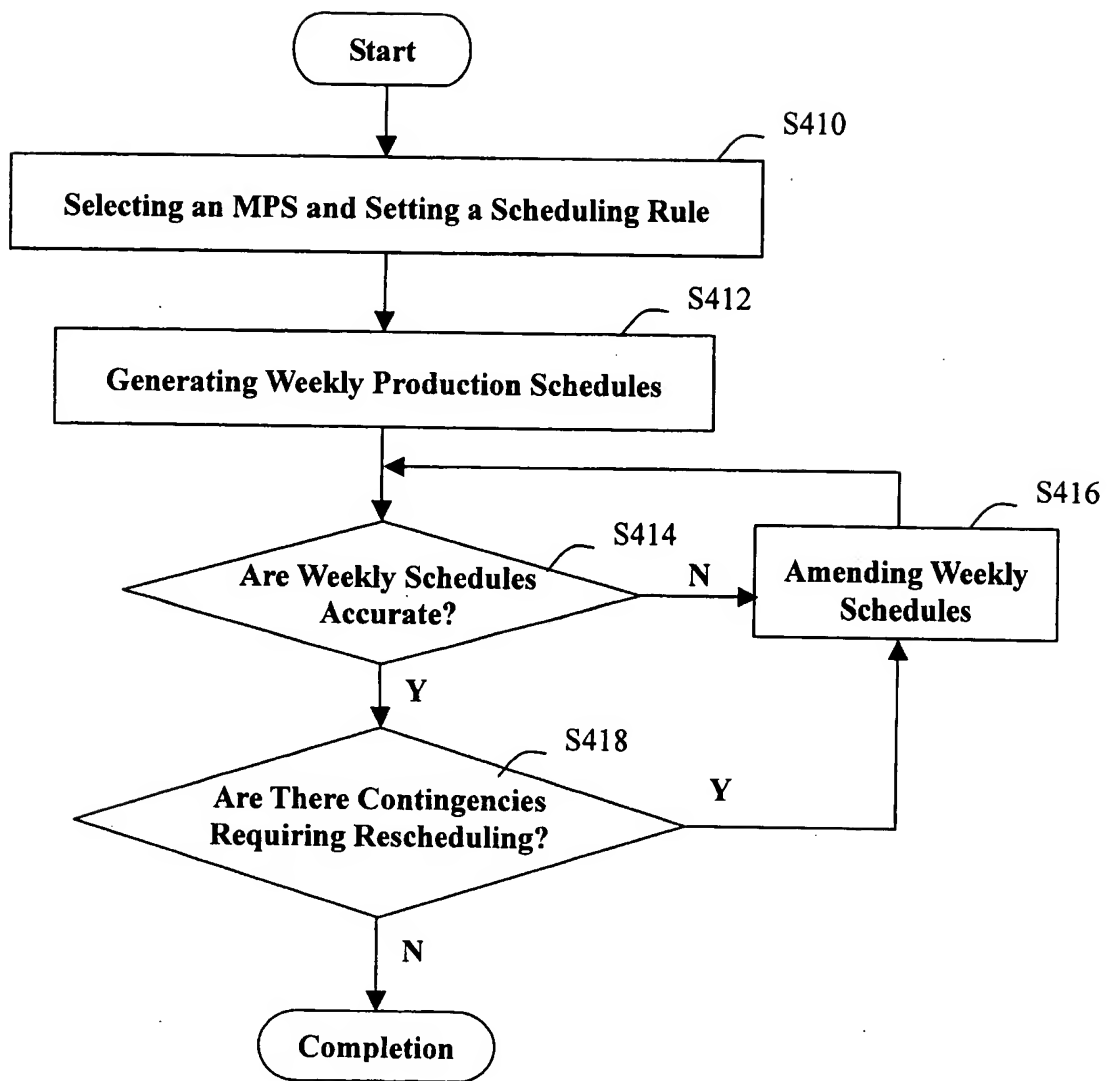 Start
S410
Selecting an MPS and Setting a Scheduling Rule
S412
Generating Weekly Production Schedules
S416
S414
Are Weekly Schedules
Accurate?
N
Amending Weekly
Schedules
Y
S418
Are There Contingencies
Requiring Rescheduling?
Y
N
Completion